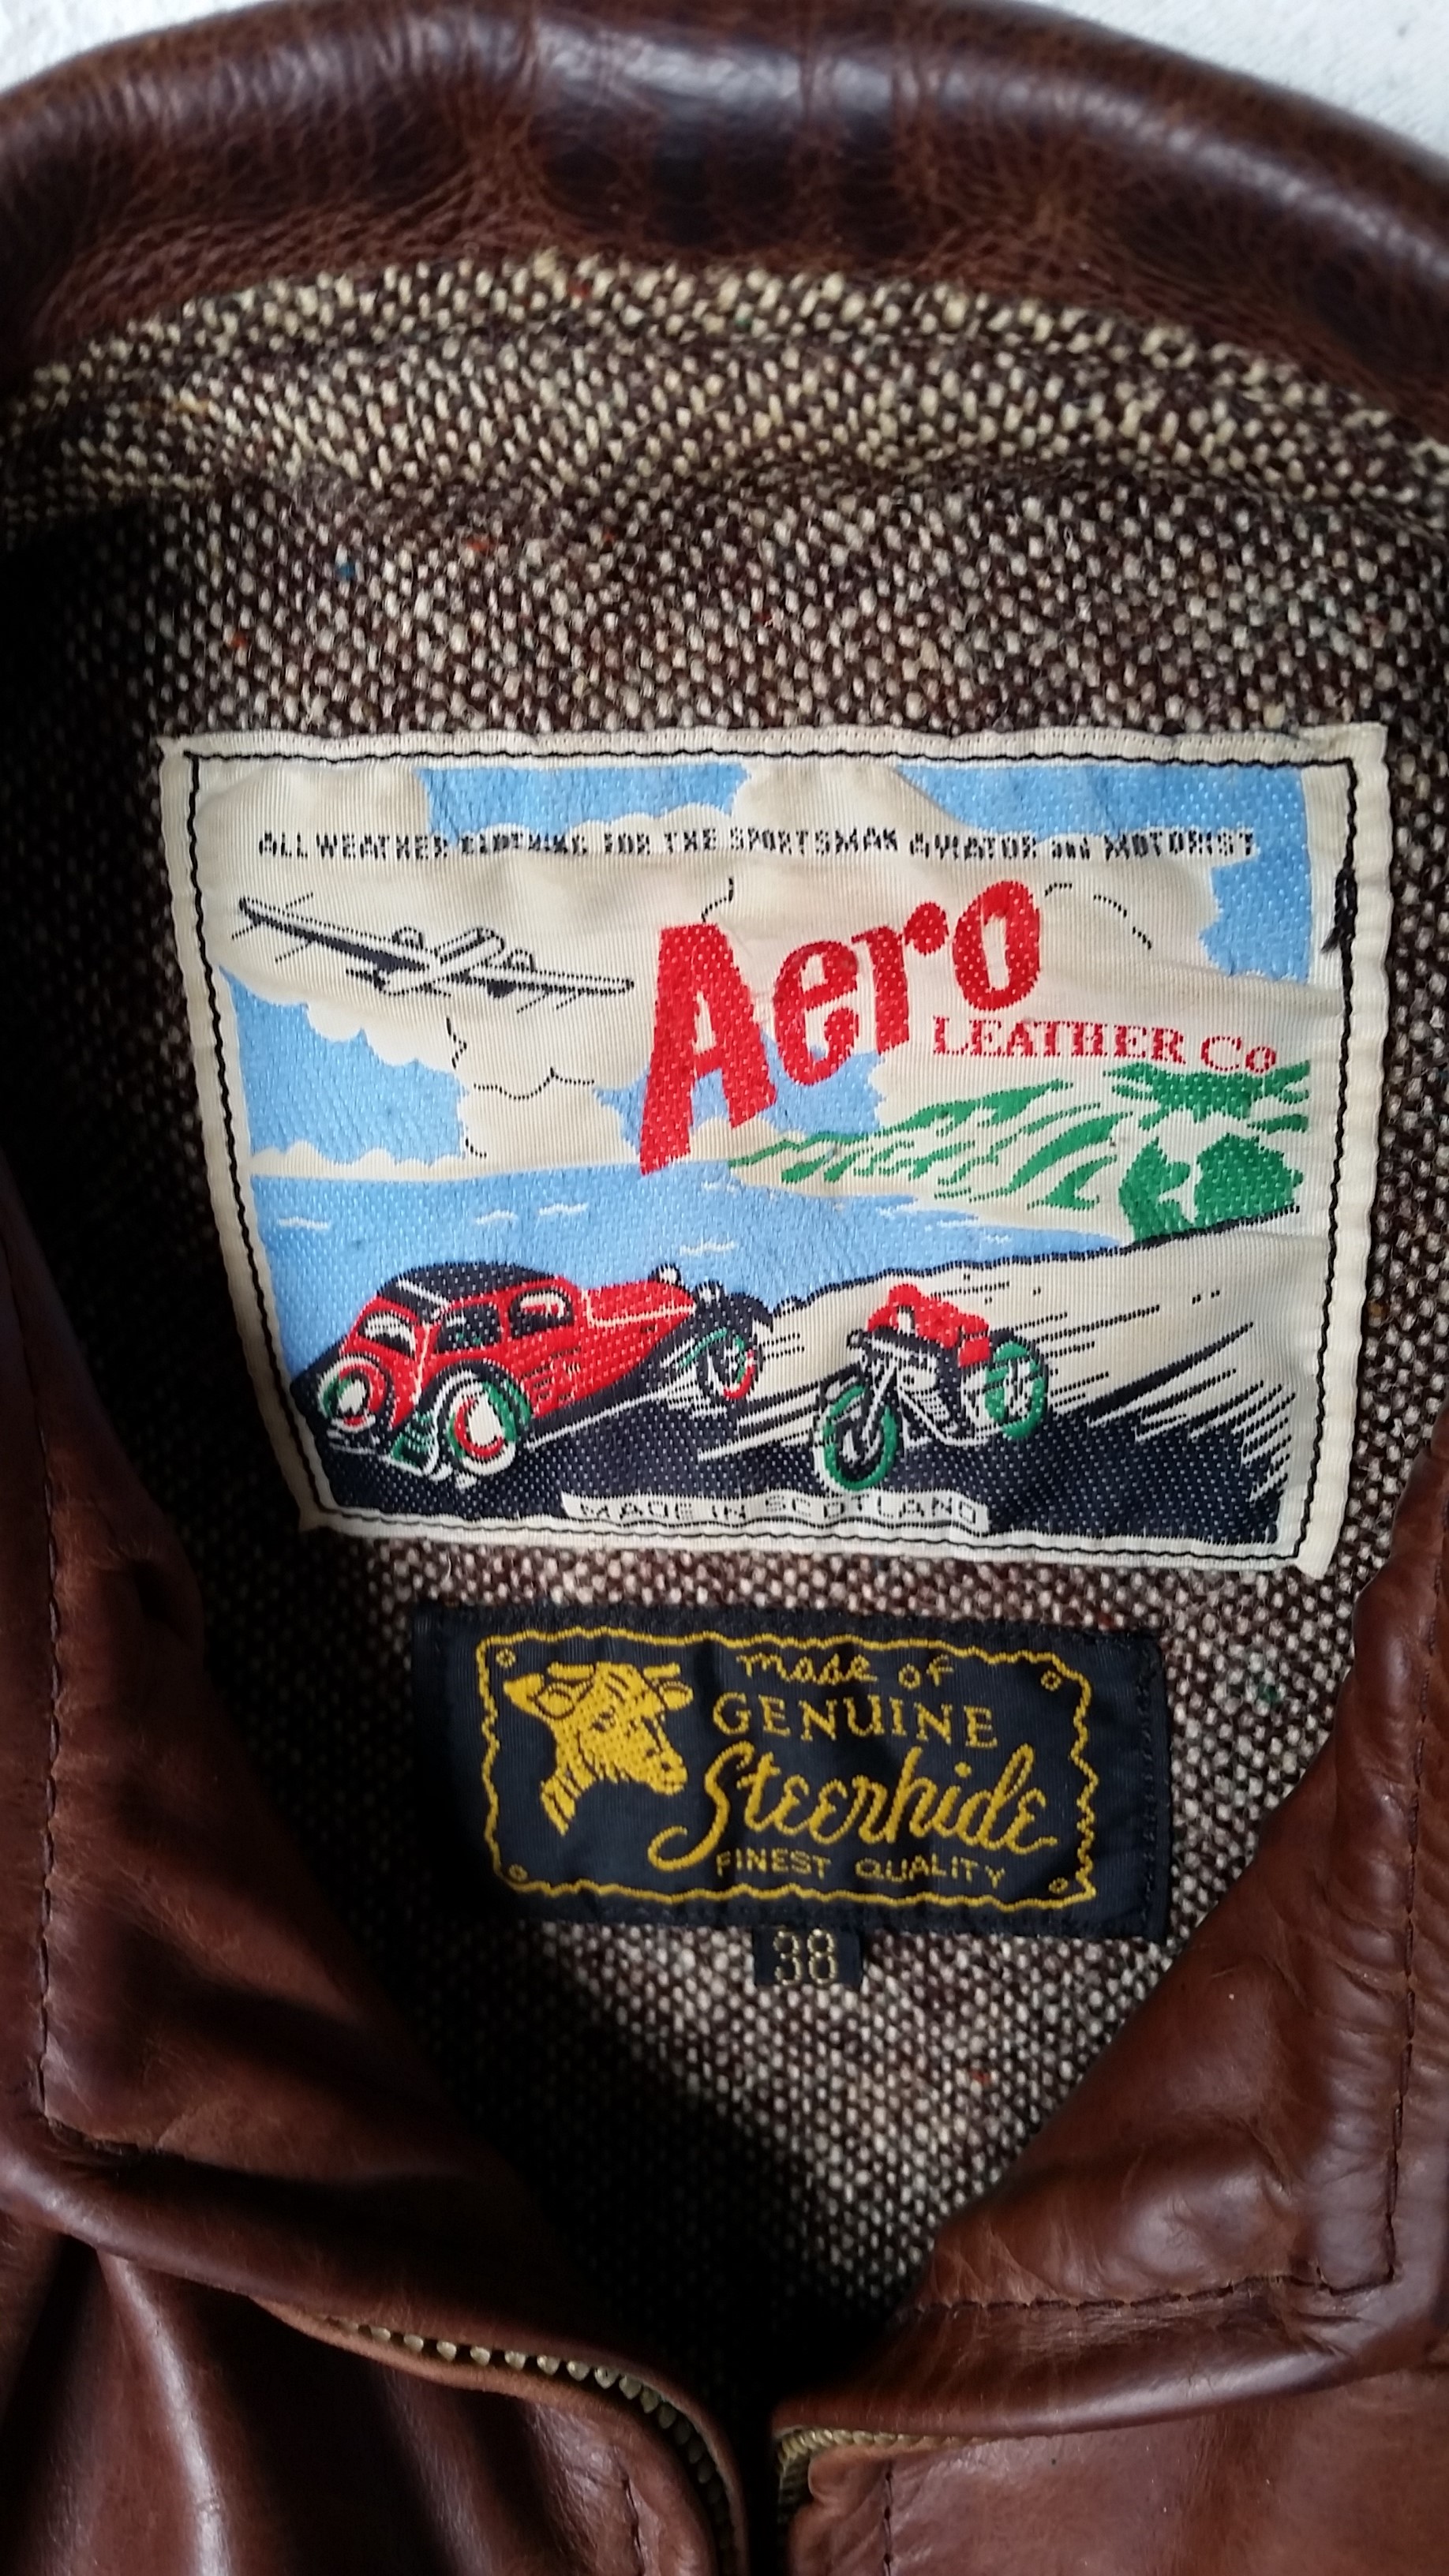 ALL WEATHER CLOTHING FOR THE SPORTSMAN AVIATOR and MOTORIST
Aero
LEATHER Co
MADE IN SCOTLAND
made of
GENUINE
Steerhide
FINEST QUALITY
38